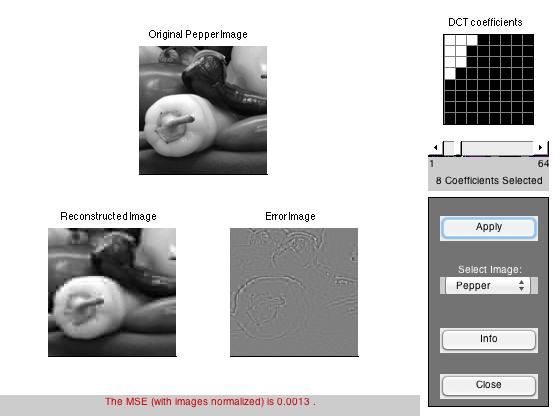 Original Pepper Image
DCT coefficients
1
64
8 Coefficients Selected
Reconstructed Image
Error Image
Apply
Select Image:
Pepper
Info
Close
The MSE (with images normalized) is 0.0013 .